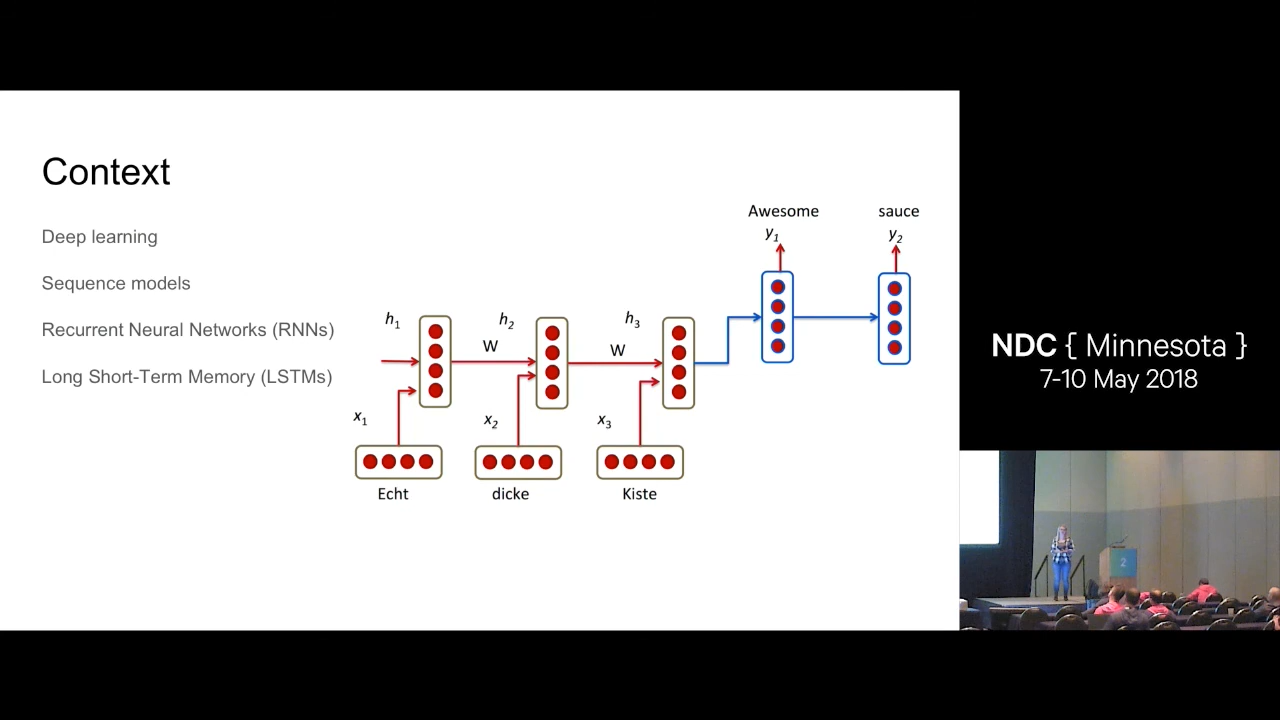 Context
Deep learning
Sequence models
Recurrent Neural Networks (RNNs)
Long Short-Term Memory (LSTMs)
Awesome sauce
y1 y2
h1 h2 h3
W W
x1 x2 x3
Echt dicke Kiste
NDC { Minnesota }
7-10 May 2018
2